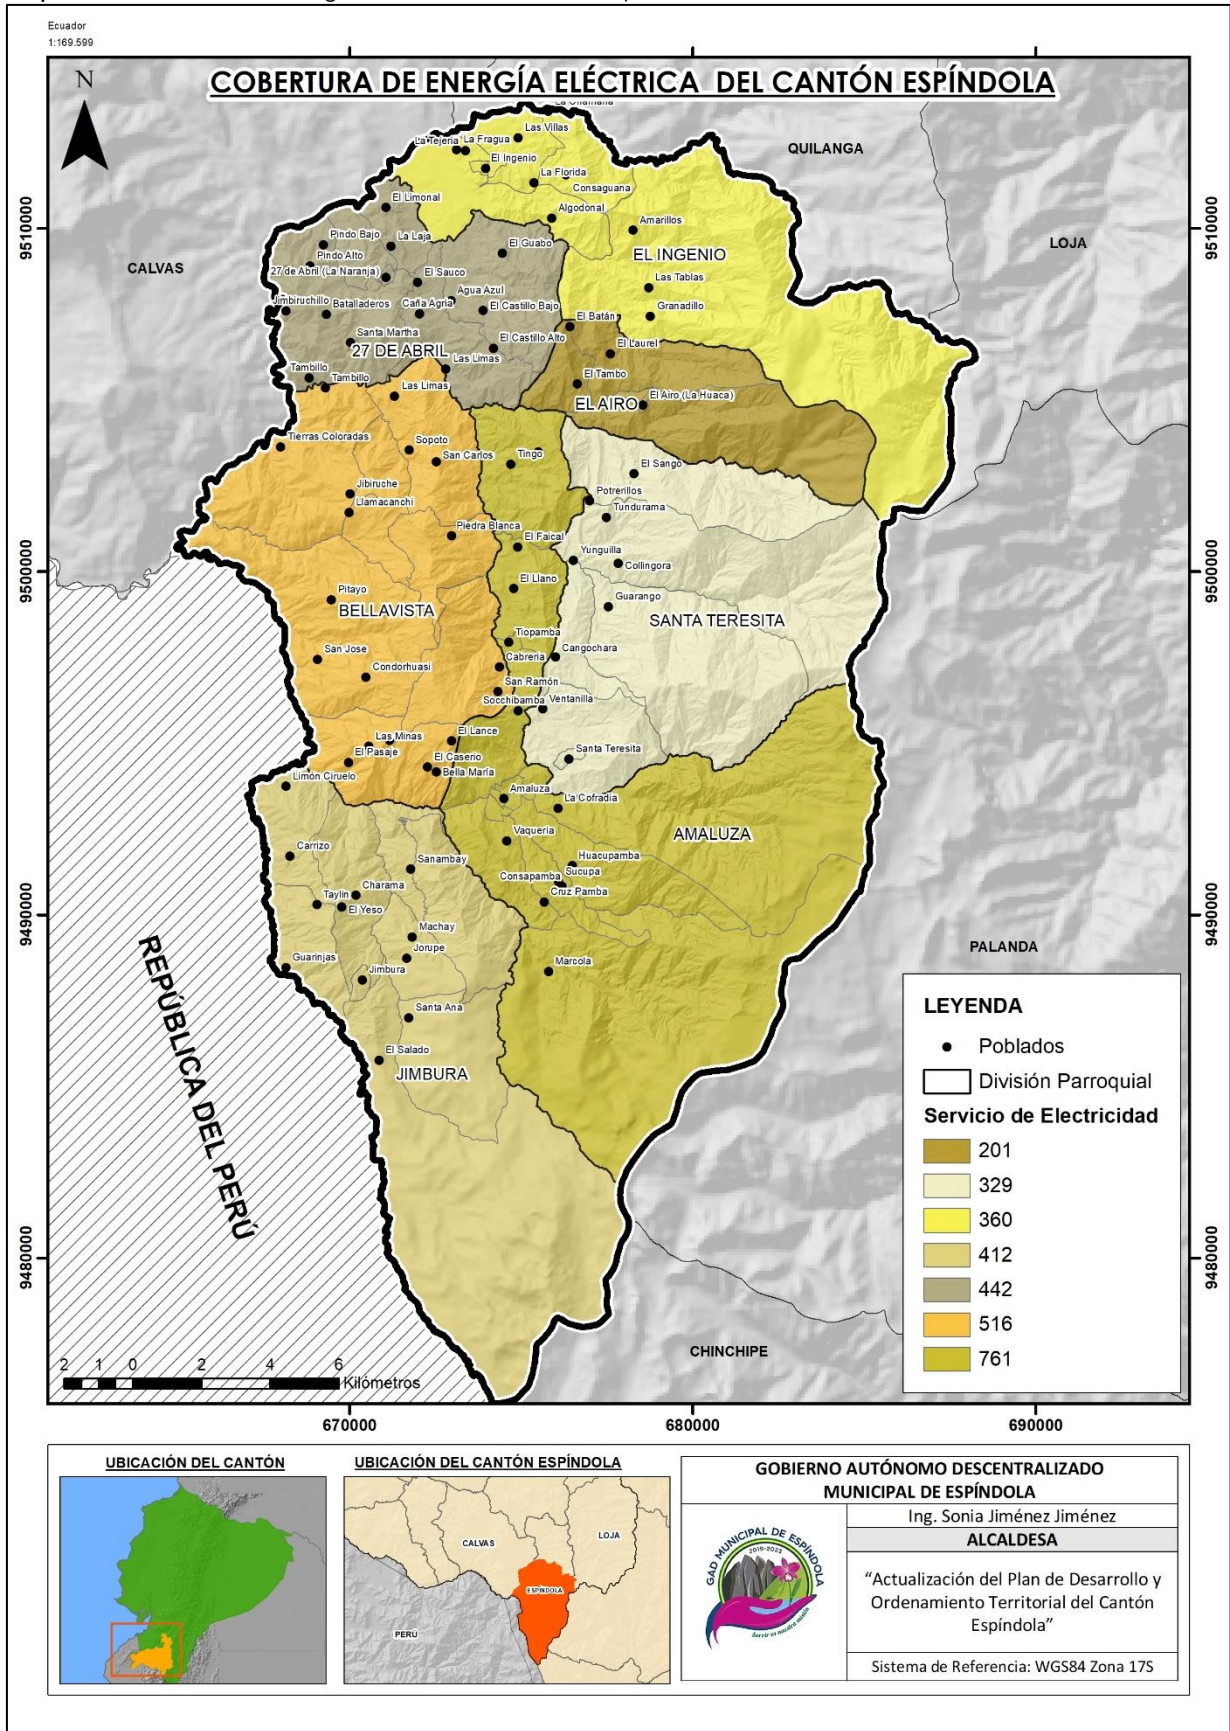 Ecuador
1:169.599
COBERTURA DE ENERGÍA ELÉCTRICA DEL CANTÓN ESPÍNDOLA
N
Las Villas
La Tejeria
La Fragua
QUILANGA
El Ingenio
La Florida
Consaguana
El Limonal
Algodonal
Amarillos
9510000
9510000
Pindo Bajo
La Laja
El Guabo
EL INGENIO
LOJA
Pindo Alto
CALVAS
27 de Abril (La Naranja)
El Sauco
Las Tablas
Agua Azul
Jimbiruchillo
Batalladeros
Caña Agria
El Castillo Bajo
Granadillo
El Batán
Santa Martha
El Castillo Alto
El Laurel
27 DE ABRIL
Las Limas
Tambillo
Tambillo
Las Limas
El Tambo
El Airo (La Huaca)
EL AIRO
Tierras Coloradas
Sopoto
San Carlos
Tingo
El Sango
Jibiruche
Llamacanchi
Potrerillos
Tundurama
Piedra Blanca
El Faical
Yunguilla
Collingora
9500000
9500000
Pitayo
El Llano
Guarango
BELLAVISTA
SANTA TERESITA
Tiopamba
San Jose
Cabreria
Cangochara
Condorhuasi
San Ramón
Socchibamba
Ventanilla
Las Minas
El Lance
El Pasaje
El Caserio
Santa Teresita
Limón Ciruelo
Bella María
Amaluza
La Cofradia
Vaqueria
AMALUZA
Carrizo
Sanambay
Huacupamba
Consapamba
Sucupa
Taylin
Charama
Cruz Pamba
El Yeso
9490000
9490000
Machay
PALANDA
Jorupe
Guarinjas
Jimbura
Marcola
Santa Ana
El Salado
JIMBURA
REPÚBLICA DEL PERÚ
LEYENDA
Poblados
División Parroquial
Servicio de Electricidad
201
329
360
412
442
516
761
9480000
9480000
CHINCHIPE
2 1 0 2 4 6
Kilómetros
670000 680000 690000
UBICACIÓN DEL CANTÓN
UBICACIÓN DEL CANTÓN ESPÍNDOLA
CALVAS
LOJA
ESPÍNDOLA
PERÚ
GOBIERNO AUTÓNOMO DESCENTRALIZADO
MUNICIPAL DE ESPÍNDOLA
Ing. Sonia Jiménez Jiménez
ALCALDESA
GAD MUNICIPAL DE ESPÍNDOLA
2019-2023
Servir es nuestra misión
“Actualización del Plan de Desarrollo y
Ordenamiento Territorial del Cantón
Espíndola”
Sistema de Referencia: WGS84 Zona 17S